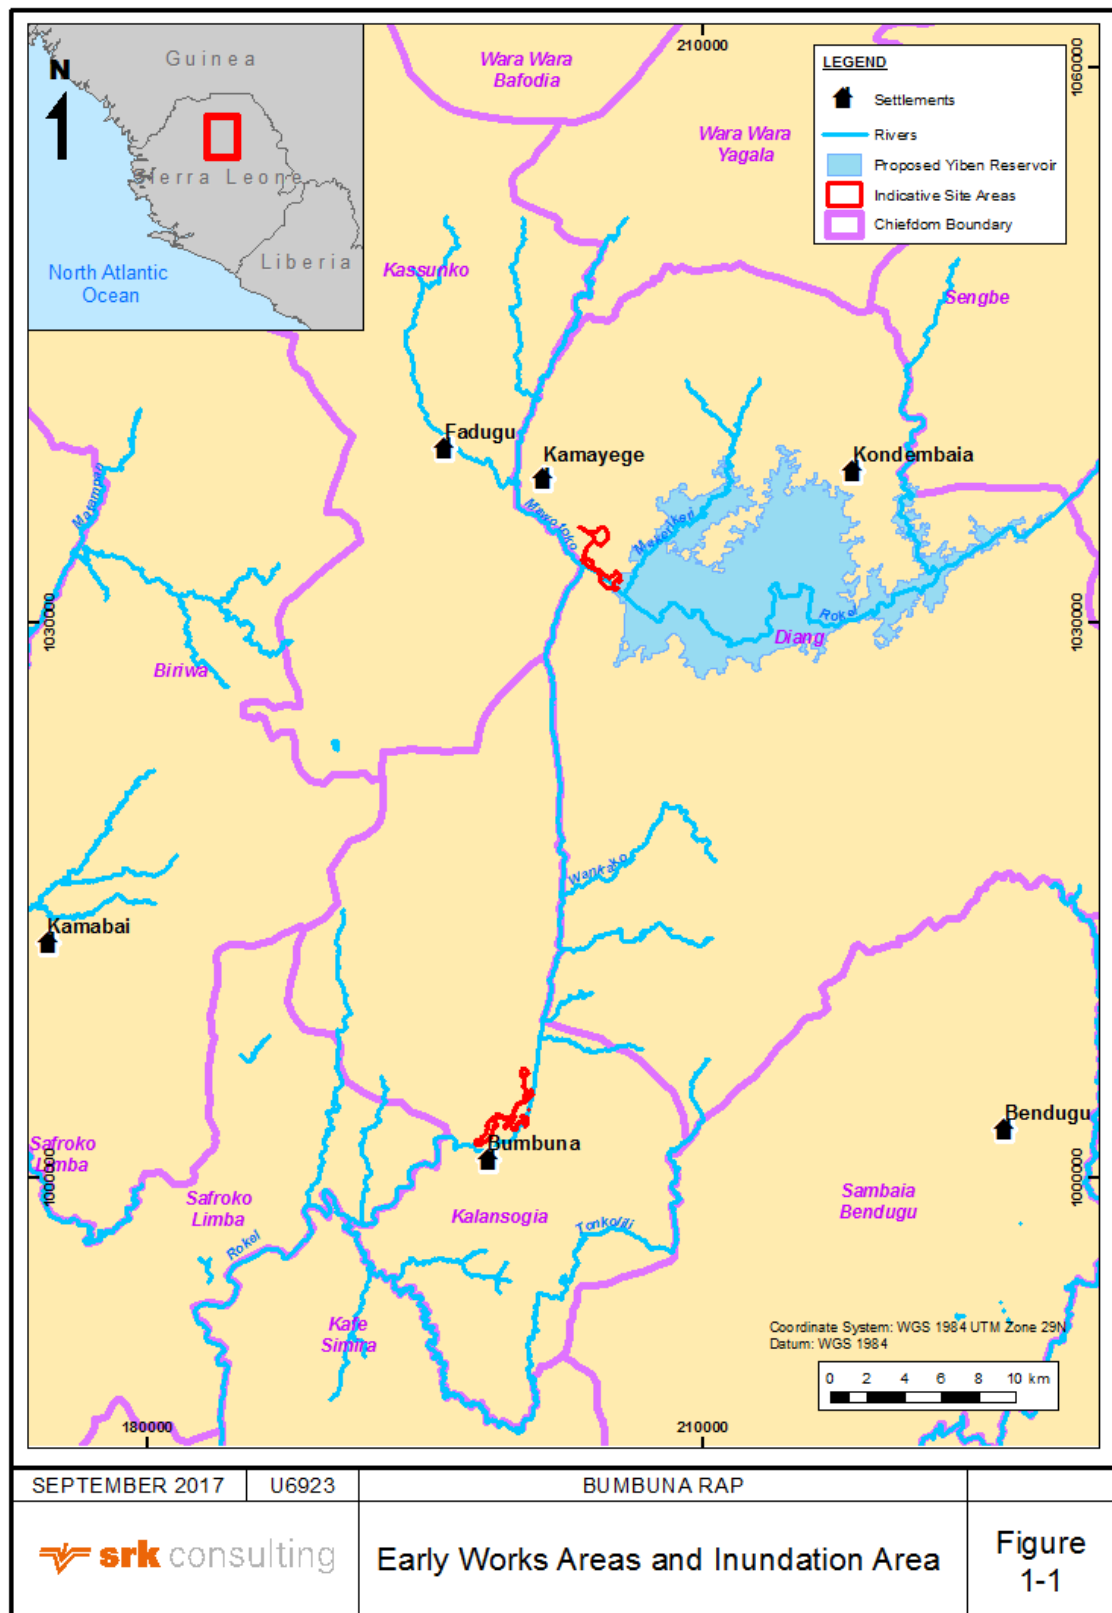 Guinea
N
Sierra Leone
Liberia
North Atlantic
Ocean
210000
1060000
LEGEND
Settlements
Rivers
Proposed Yiben Reservoir
Indicative Site Areas
Chiefdom Boundary
Wara Wara
Bafodia
Wara Wara
Yagala
Kassunko
Sengbe
Fadugu
Kamayege
Kondembaia
Matampan
Mawoloko
Makerikeri
Rokel
Diang
1030000
1030000
Biriwa
Wankako
Kamabai
Bendugu
Bumbuna
Safroko
Limba
1000000
1000000
Safroko
Limba
Kalansogia
Sambaia
Bendugu
Tonkolili
Rokel
Kafe
Simira
Coordinate System: WGS 1984 UTM Zone 29N
Datum: WGS 1984
0 2 4 6 8 10 km
180000
210000
SEPTEMBER 2017
U6923
BUMBUNA RAP
srk consulting
Early Works Areas and Inundation Area
Figure
1-1